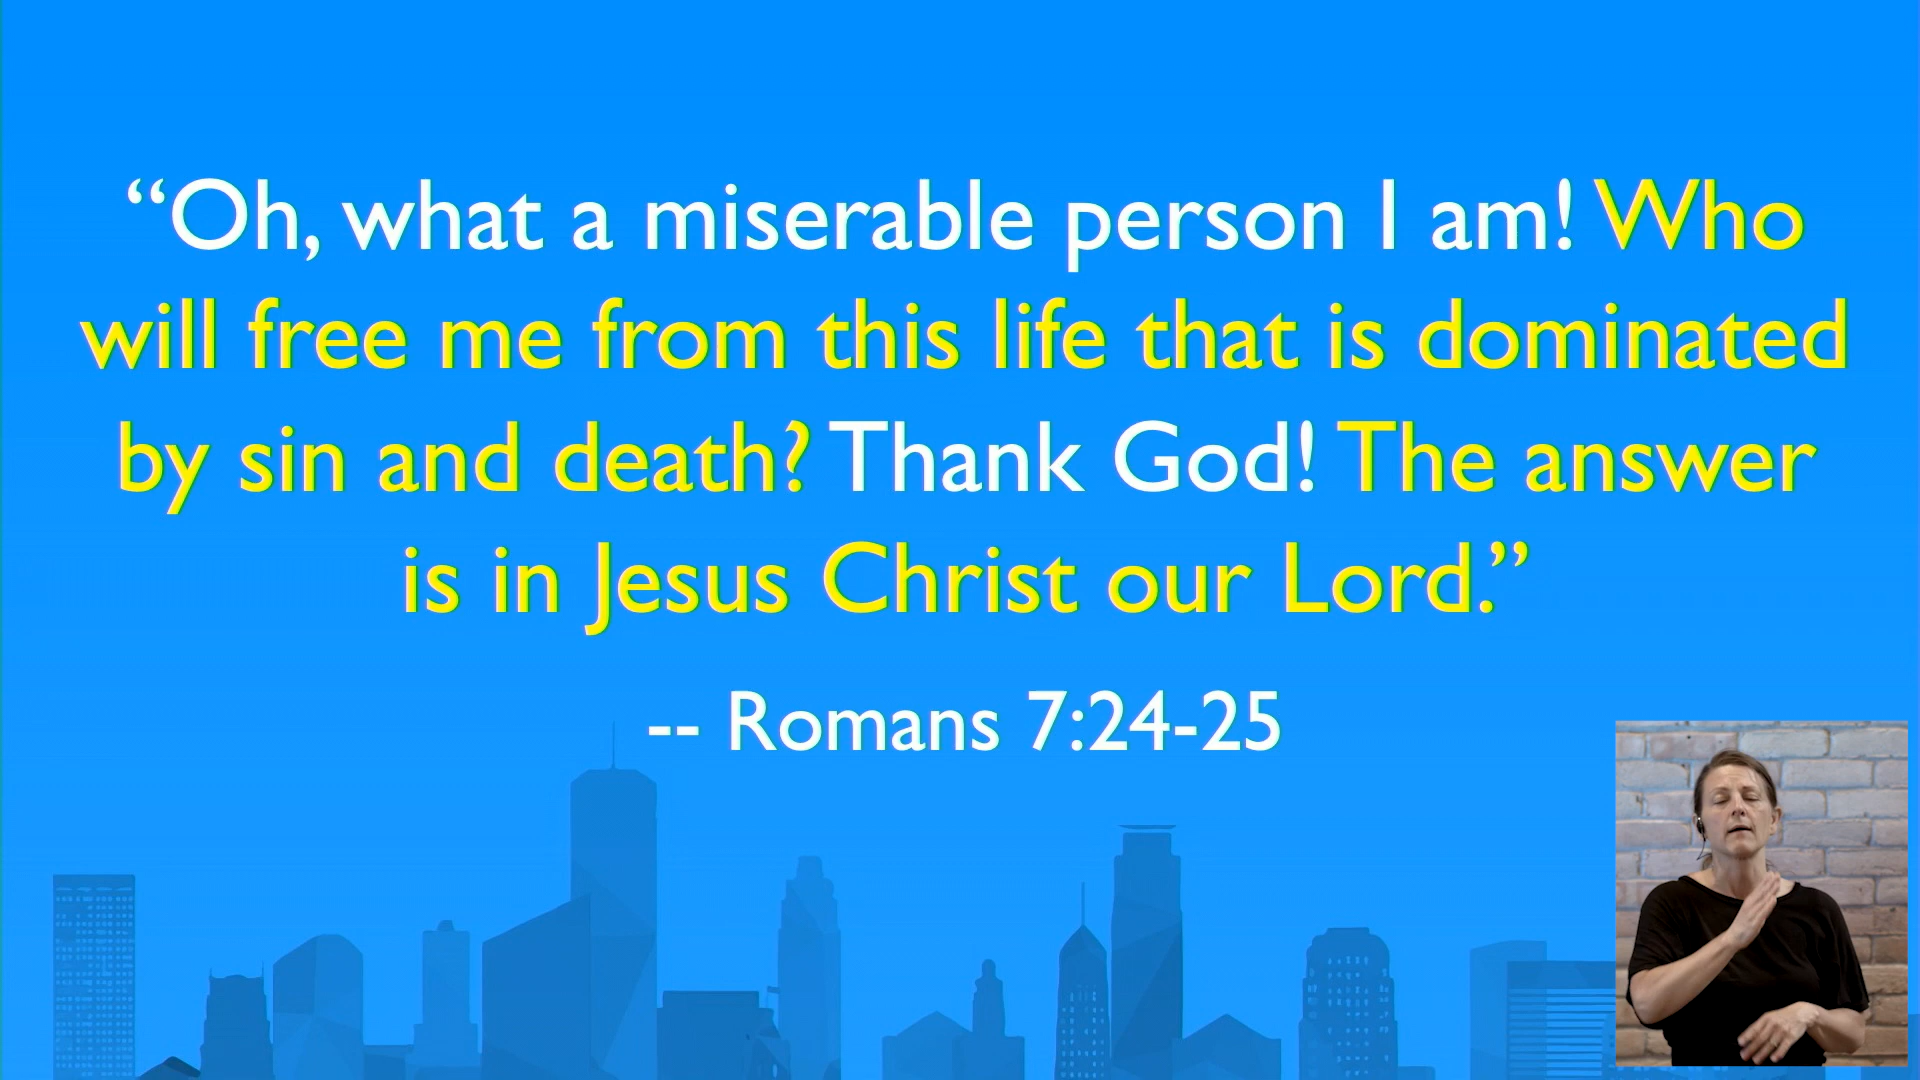 “Oh, what a miserable person I am! Who
will free me from this life that is dominated
by sin and death? Thank God! The answer
is in Jesus Christ our Lord.”
-- Romans 7:24-25